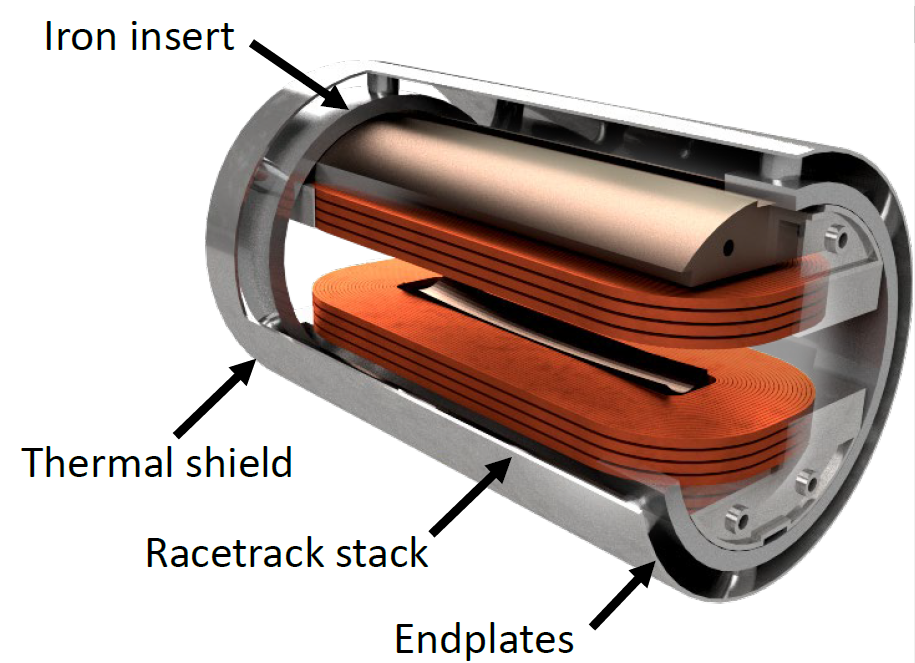 Iron insert
Thermal shield
Racetrack stack
Endplates